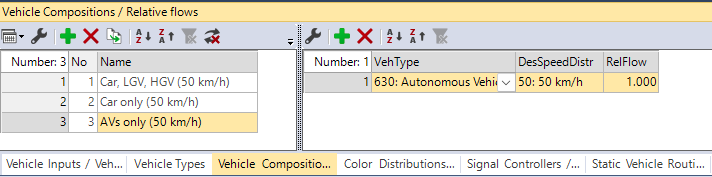 Vehicle Compositions / Relative flows
Number: 3 No Name
1 1 Car, LGV, HGV (50 km/h)
2 2 Car only (50 km/h)
3 3 AVs only (50 km/h)
Number: 1 VehType DesSpeedDistr RelFlow
1 630: Autonomous Vehic 50: 50 km/h 1.000
Vehicle Inputs / Veh... Vehicle Types Vehicle Compositio... Color Distributions... Signal Controllers /... Static Vehicle Routi...